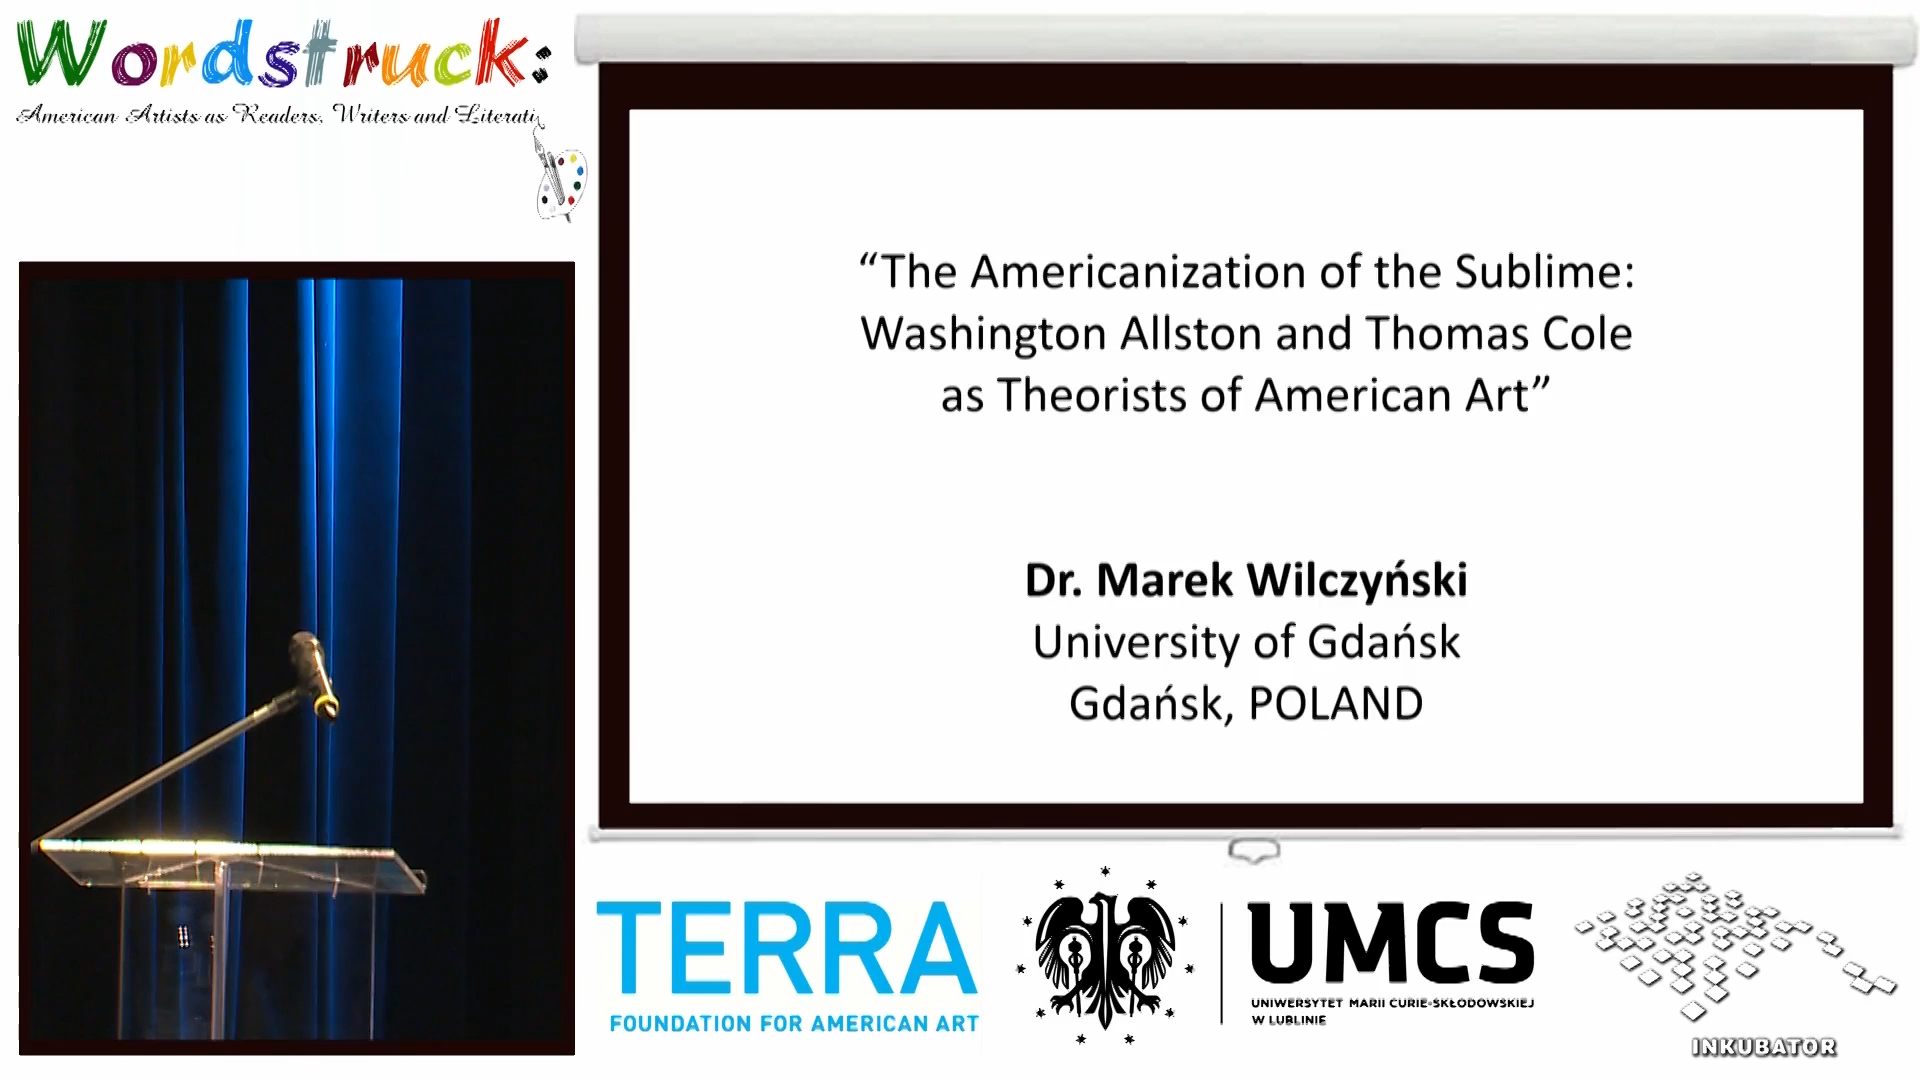 Wordstruck:
American Artists as Readers, Writers and Literati
“The Americanization of the Sublime:
Washington Allston and Thomas Cole
as Theorists of American Art”
Dr. Marek Wilczyński
University of Gdańsk
Gdańsk, POLAND
TERRA
FOUNDATION FOR AMERICAN ART
UMCS
UNIWERSYTET MARII CURIE-SKŁODOWSKIEJ
W LUBLINIE
INKUBATOR